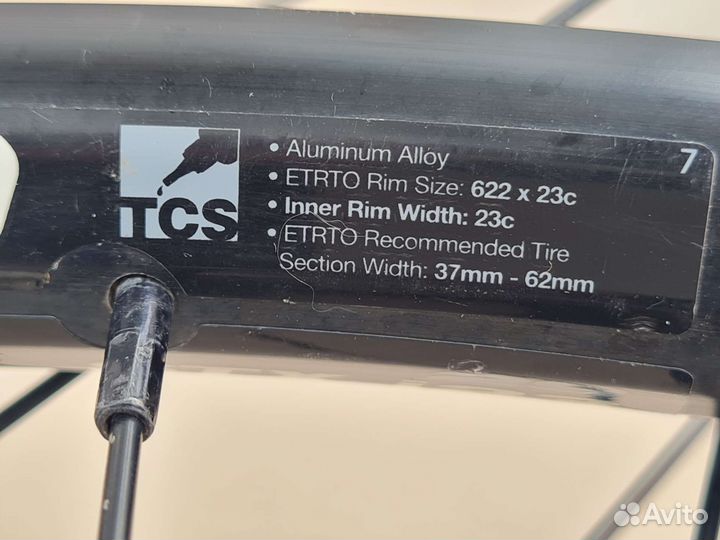 7
TCS
• Aluminum Alloy
• ETRTO Rim Size: 622 x 23c
• Inner Rim Width: 23c
• ETRTO Recommended Tire
Section Width: 37mm - 62mm
Avito